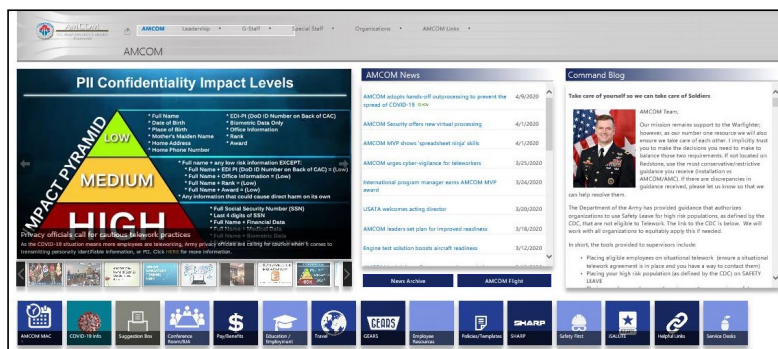 AMCOM
AMCOM Leadership G-Staff Special Staff Organizations AMCOM Links
AMCOM
PII Confidentiality Impact Levels
IMPACT PYRAMID
LOW
* Full Name
* Date of Birth
* Place of Birth
* Mother's Maiden Name
* Home Address
* Home Phone Number
* EDI-PI (DoD ID Number on Back of CAC)
* Biometric Data Only
* Office Information
* Rank
* Award
MEDIUM
* Full name + any low risk information EXCEPT:
* Full Name + EDI PI (DoD ID Number on Back of CAC) = (Low)
* Full Name + Office Information = (Low)
* Full Name + Rank = (Low)
* Full Name + Award = (Low)
* Any information that could cause direct harm on its own
HIGH
* Full Social Security Number (SSN)
* Last 4 digits of SSN
* Full Name + Financial Data
* Full Name + Medical Data
* Full Name + Biometric Data
Privacy officials call for cautious telework practices
As the COVID-19 situation means more employees are teleworking, Army privacy officials are calling for caution when it comes to
transmitting personal identifiable information, or PII. Click HERE for more information.
AMCOM News
AMCOM adopts hands-off outprocessing to prevent the 4/9/2020
spread of COVID-19
AMCOM Security offers new virtual processing 4/1/2020
AMCOM MVP shows 'spreadsheet ninja' skills 4/1/2020
AMCOM urges cyber-vigilance for teleworkers 3/25/2020
International program manager earns AMCOM MVP 3/24/2020
USATA welcomes acting director 3/20/2020
AMCOM leaders set plan for improved readiness 3/18/2020
Engine test solution boosts aircraft readiness 3/12/2020
News Archive
AMCOM Flight
Command Blog
Take care of yourself so we can take care of Soldiers
AMCOM Team,
Our mission remains support to the Warfighter;
however, as our number one resource we will also
ensure we take care of each other. I implicitly trust
you to make the decisions you need to make to
balance those two requirements. If not located on
Redstone, use the most conservative/restrictive
guidance you receive (installation vs
AMCOM/AMC). If there are discrepancies in
guidance received, please let us know so that we
can help resolve them.
The Department of the Army has provided guidance that authorizes
organizations to use Safety Leave for high risk populations, as defined by the
CDC, that are not eligible to Telework. The link to the CDC is below. We will
work with all organizations to equitably apply this if needed.
In short, the tools provided to supervisors include:
• Placing eligible employees on situational telework (ensure a situational
telework agreement is in place and you have a way to contact them)
• Placing your high risk populations (as defined by the CDC) on SAFETY
LEAVE
AMCOM MAC
COVID-19 Info
Suggestion Box
Conference
Room/BJA
Pay/Benefits
Education /
Employment
Travel
GEARS
GEARS
Employee
Resources
Policies/Templates
SHARP
SHARP
Safety First
iSALUTE
Helpful Links
Service Desks